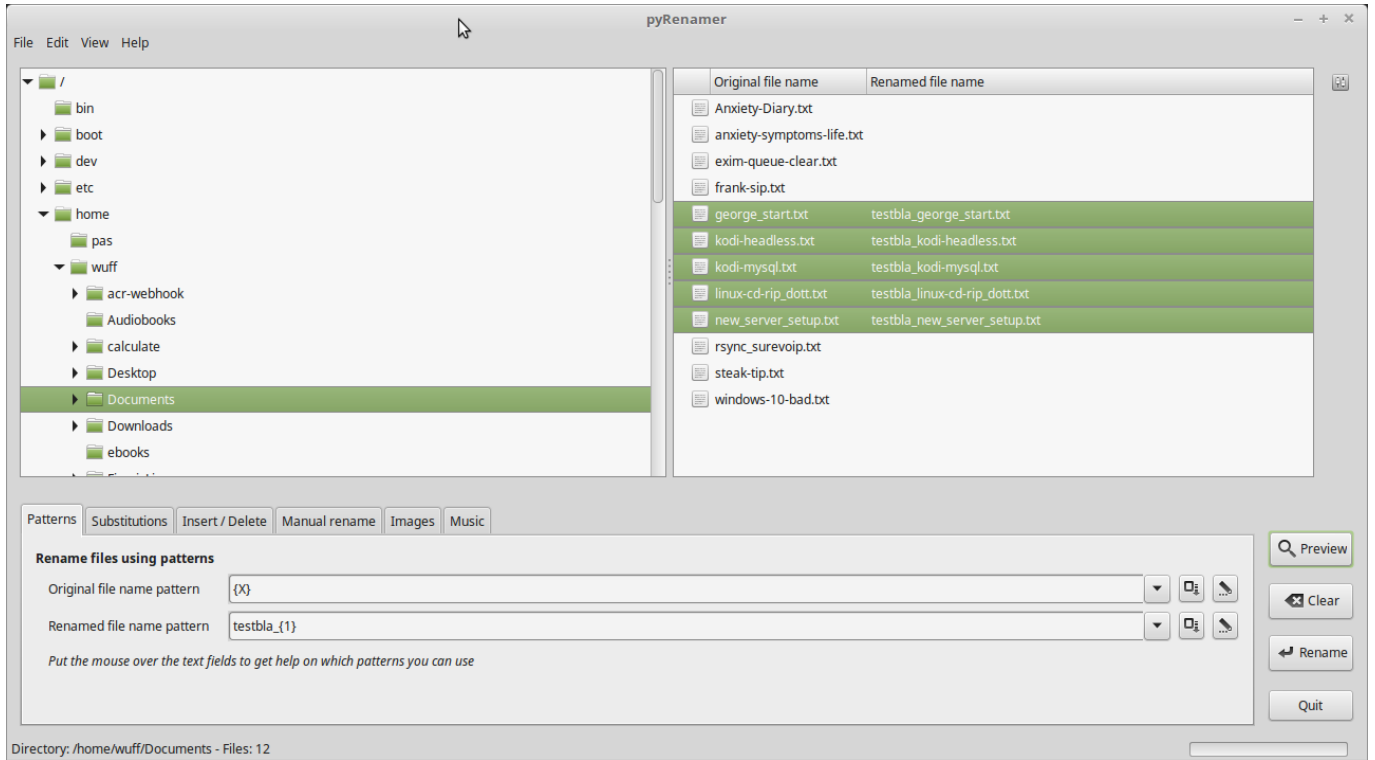 pyRenamer
File Edit View Help
/
bin
boot
dev
etc
home
pas
wuff
acr-webhook
Audiobooks
calculate
Desktop
Documents
Downloads
ebooks
Original file name Renamed file name
Anxiety-Diary.txt
anxiety-symptoms-life.txt
exim-queue-clear.txt
frank-sip.txt
george_start.txt testbla_george_start.txt
kodi-headless.txt testbla_kodi-headless.txt
kodi-mysql.txt testbla_kodi-mysql.txt
linux-cd-rip_dott.txt testbla_linux-cd-rip_dott.txt
new_server_setup.txt testbla_new_server_setup.txt
rsync_surevoip.txt
steak-tip.txt
windows-10-bad.txt
Patterns Substitutions Insert / Delete Manual rename Images Music
Rename files using patterns
Original file name pattern {X}
Renamed file name pattern testbla_{1}
Put the mouse over the text fields to get help on which patterns you can use
Preview
Clear
Rename
Quit
Directory: /home/wuff/Documents - Files: 12